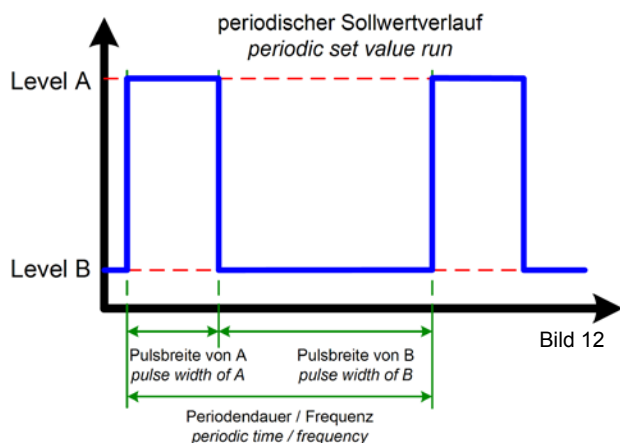 periodischer Sollwertverlauf
periodic set value run
Level A
Level B
Bild 12
Pulsbreite von A
pulse width of A
Pulsbreite von B
pulse width of B
Periodendauer / Frequenz
periodic time / frequency